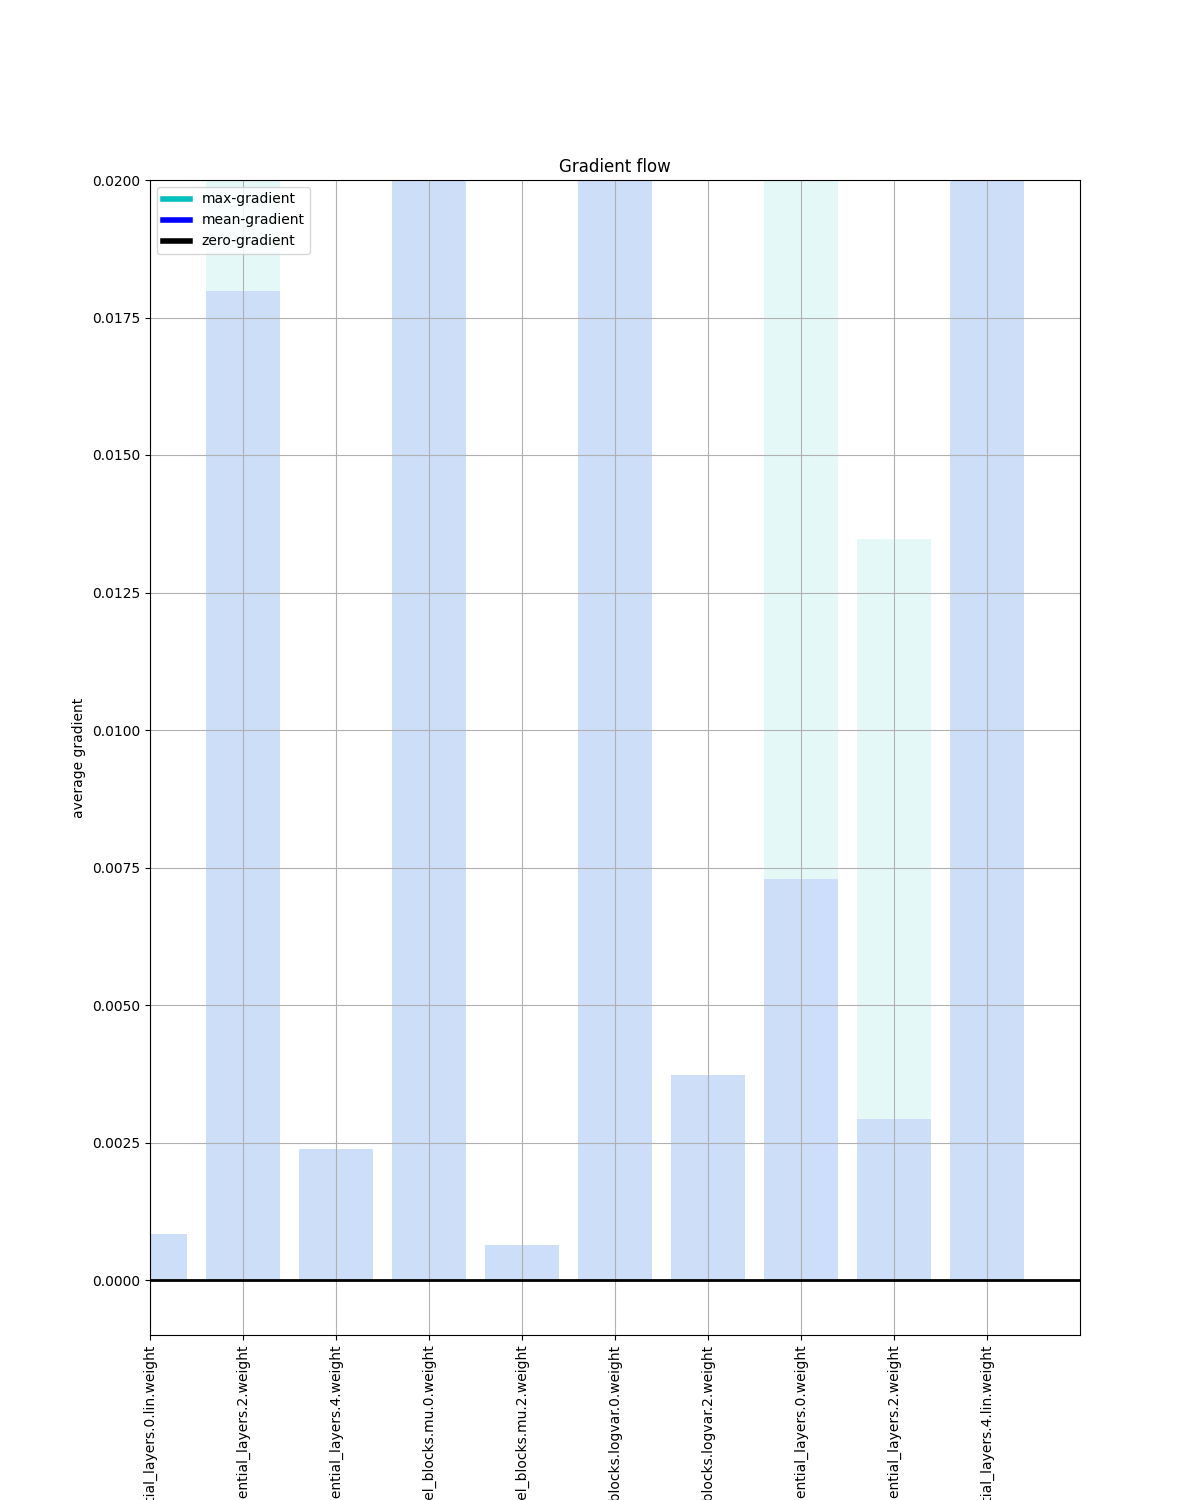 Gradient flow
max-gradient
mean-gradient
zero-gradient
0.0200
0.0175
0.0150
0.0125
0.0100
0.0075
0.0050
0.0025
0.0000
average gradient
tial_layers.0.lin.weight
ential_layers.2.weight
ential_layers.4.weight
el_blocks.mu.0.weight
el_blocks.mu.2.weight
blocks.logvar.0.weight
blocks.logvar.2.weight
ential_layers.0.weight
ential_layers.2.weight
tial_layers.4.lin.weight